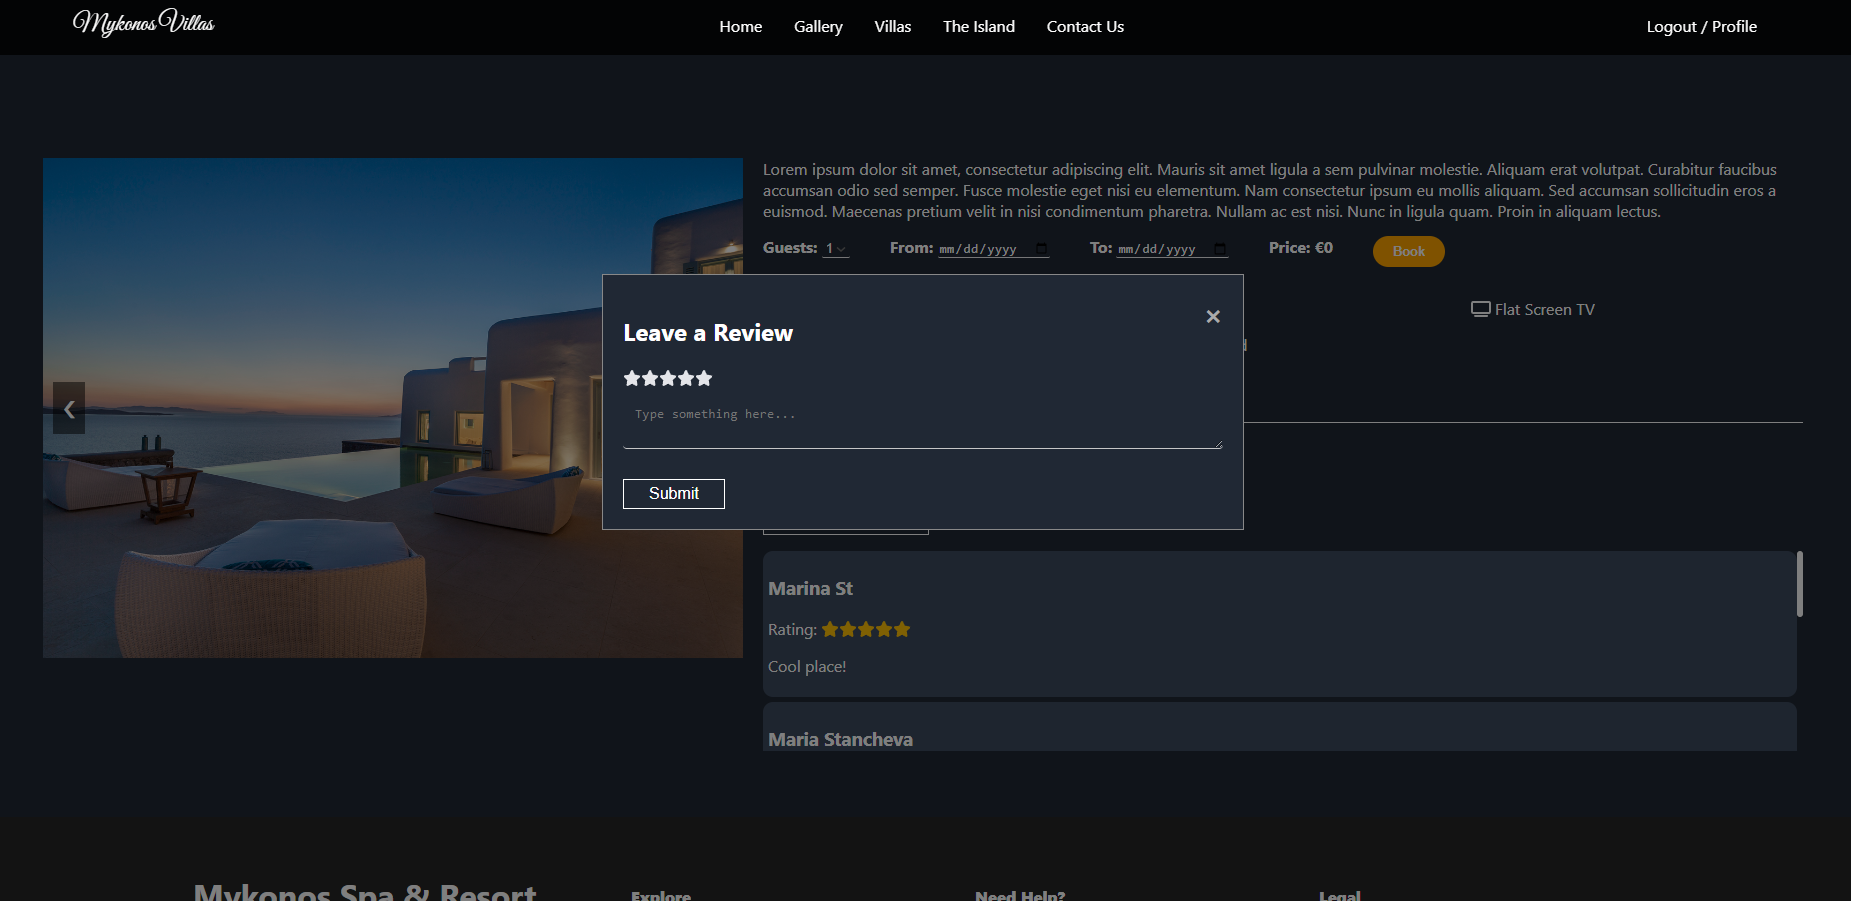 Mykonos Villas
Home Gallery Villas The Island Contact Us
Logout / Profile
Lorem ipsum dolor sit amet, consectetur adipiscing elit. Mauris sit amet ligula a sem pulvinar molestie. Aliquam erat volutpat. Curabitur faucibus
accumsan odio sed semper. Fusce molestie eget nisi eu elementum. Nam consectetur ipsum eu mollis aliquam. Sed accumsan sollicitudin eros a
euismod. Maecenas pretium velit in nisi condimentum pharetra. Nullam ac est nisi. Nunc in ligula quam. Proin in aliquam lectus.
Guests: 1 From: mm/dd/yyyy To: mm/dd/yyyy Price: €0 Book
Flat Screen TV
Leave a Review
Type something here...
Submit
Marina St
Rating:
Cool place!
Maria Stancheva
Mykonos Spa & Resort
Explore
Need Help?
Legal